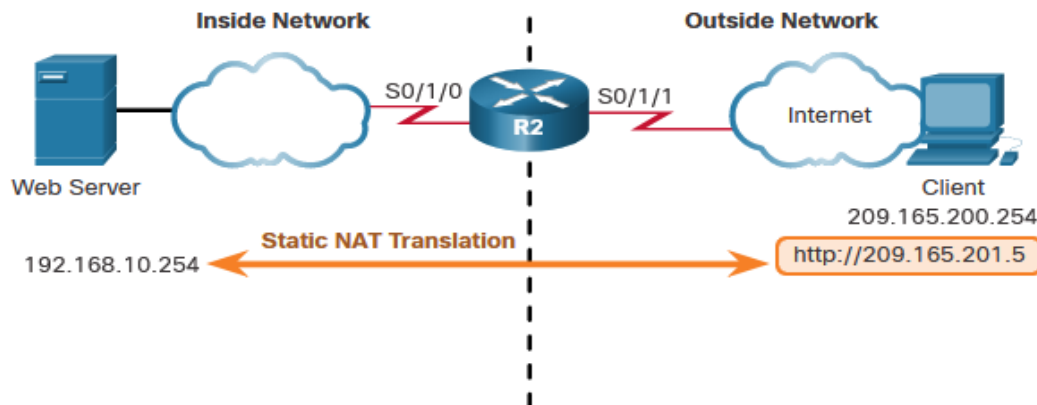 Inside Network
Outside Network
S0/1/0
S0/1/1
R2
Internet
Web Server
Client
209.165.200.254
Static NAT Translation
192.168.10.254
http://209.165.201.5